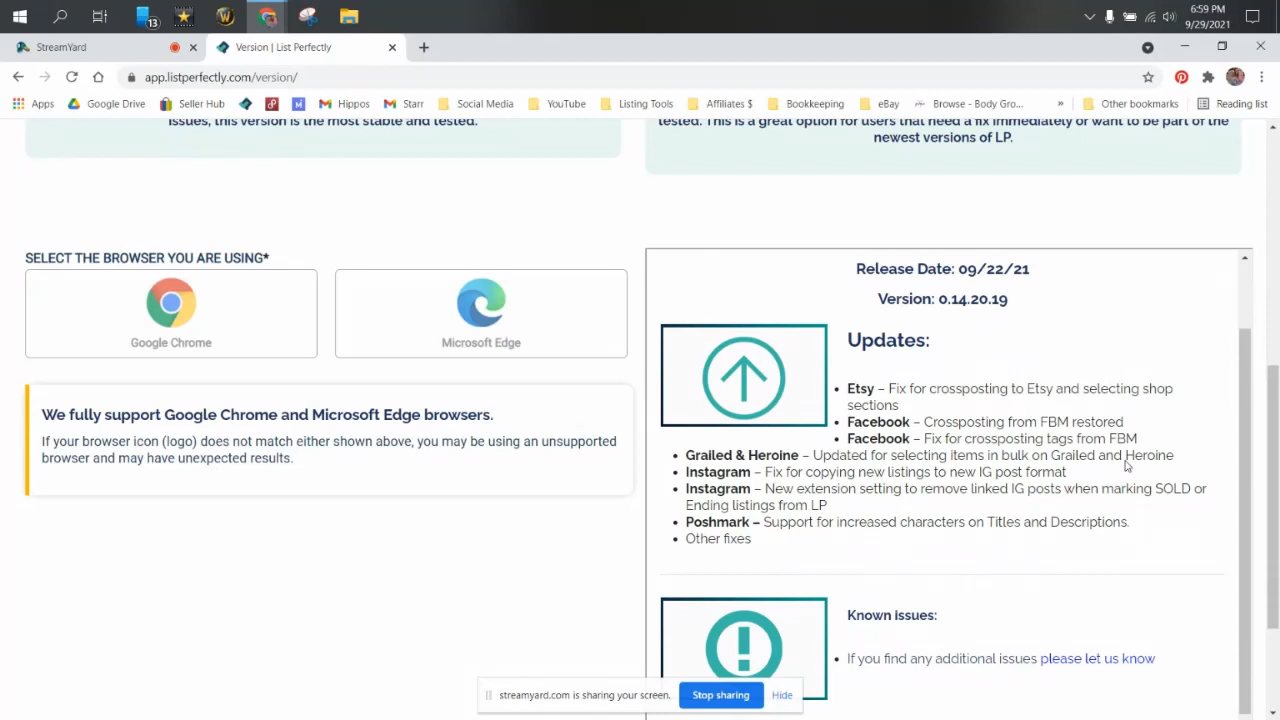 13
6:59 PM
9/29/2021
StreamYard
Version | List Perfectly
app.listperfectly.com/version/
Apps
Google Drive
Seller Hub
Hippos
Starr
Social Media
YouTube
Listing Tools
Affiliates $
Bookkeeping
eBay
Browse - Body Gro...
»
Other bookmarks
Reading list
issues, this version is the most stable and tested.
tested. This is a great option for users that need a fix immediately or want to be part of the
newest versions of LP.
SELECT THE BROWSER YOU ARE USING*
Google Chrome
Microsoft Edge
We fully support Google Chrome and Microsoft Edge browsers.
If your browser icon (logo) does not match either shown above, you may be using an unsupported
browser and may have unexpected results.
Release Date: 09/22/21
Version: 0.14.20.19
Updates:
• Etsy – Fix for crossposting to Etsy and selecting shop
sections
• Facebook – Crossposting from FBM restored
• Facebook – Fix for crossposting tags from FBM
• Grailed & Heroine – Updated for selecting items in bulk on Grailed and Heroine
• Instagram – Fix for copying new listings to new IG post format
• Instagram – New extension setting to remove linked IG posts when marking SOLD or
Ending listings from LP
• Poshmark – Support for increased characters on Titles and Descriptions.
• Other fixes
Known issues:
• If you find any additional issues please let us know
streamyard.com is sharing your screen.
Stop sharing
Hide